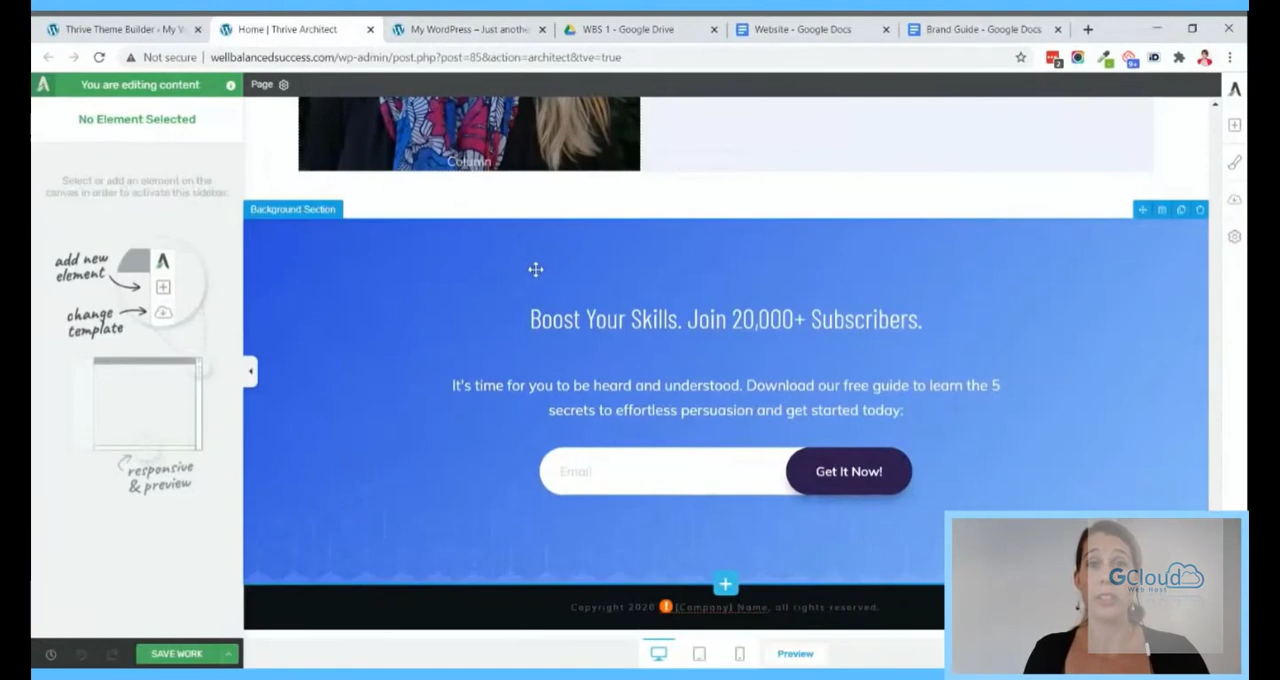 Thrive Theme Builder ‹ My W
Home | Thrive Architect
My WordPress – Just anothe
WBS 1 - Google Drive
Website - Google Docs
Brand Guide - Google Docs
Not secure
wellbalancedsuccess.com/wp-admin/post.php?post=85&action=architect&tve=true
You are editing content
Page
No Element Selected
Select or add an element on the
canvas in order to activate this sidebar.
add new
element
change
template
responsive
& preview
SAVE WORK
Column
Background Section
Boost Your Skills. Join 20,000+ Subscribers.
It's time for you to be heard and understood. Download our free guide to learn the 5
secrets to effortless persuasion and get started today:
Email
Get It Now!
Copyright 2020 [Company] Name, all rights reserved.
Preview
GCloud
Web Host